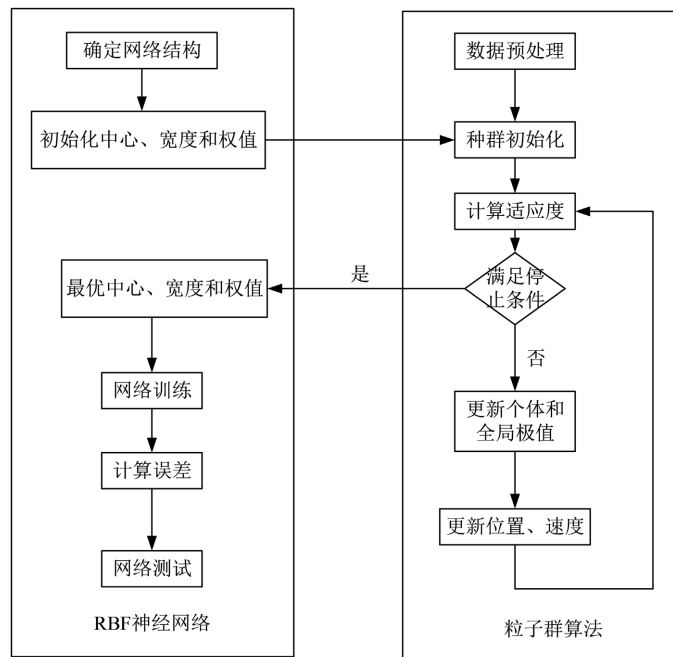 确定网络结构
初始化中心、宽度和权值
最优中心、宽度和权值
网络训练
计算误差
网络测试
RBF神经网络
是
数据预处理
种群初始化
计算适应度
满足停
止条件
否
更新个体和
全局极值
更新位置、速度
粒子群算法